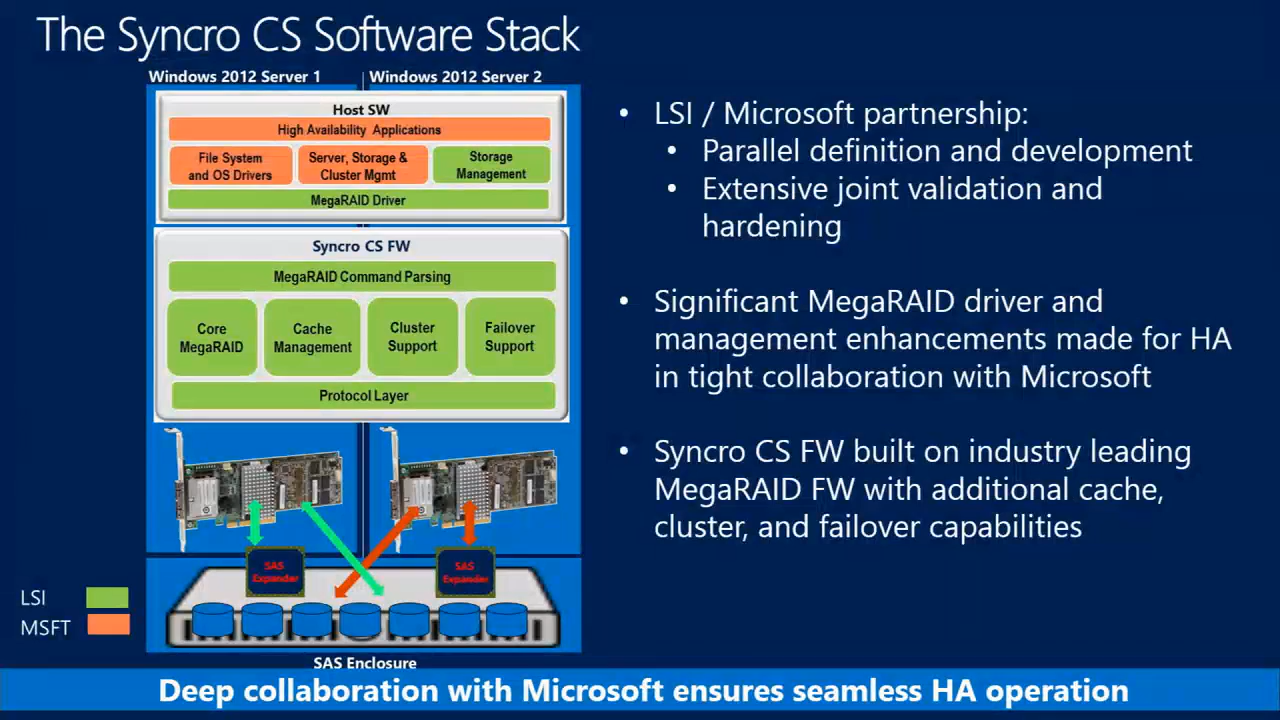 The Syncro CS Software Stack
Windows 2012 Server 1
Windows 2012 Server 2
Host SW
High Availability Applications
File System
and OS Drivers
Server, Storage &
Cluster Mgmt
Storage
Management
MegaRAID Driver
Syncro CS FW
MegaRAID Command Parsing
Core
MegaRAID
Cache
Management
Cluster
Support
Failover
Support
Protocol Layer
SAS
Expander
SAS
Expander
SAS Enclosure
LSI
MSFT
• LSI / Microsoft partnership:
• Parallel definition and development
• Extensive joint validation and
hardening
• Significant MegaRAID driver and
management enhancements made for HA
in tight collaboration with Microsoft
• Syncro CS FW built on industry leading
MegaRAID FW with additional cache,
cluster, and failover capabilities
Deep collaboration with Microsoft ensures seamless HA operation